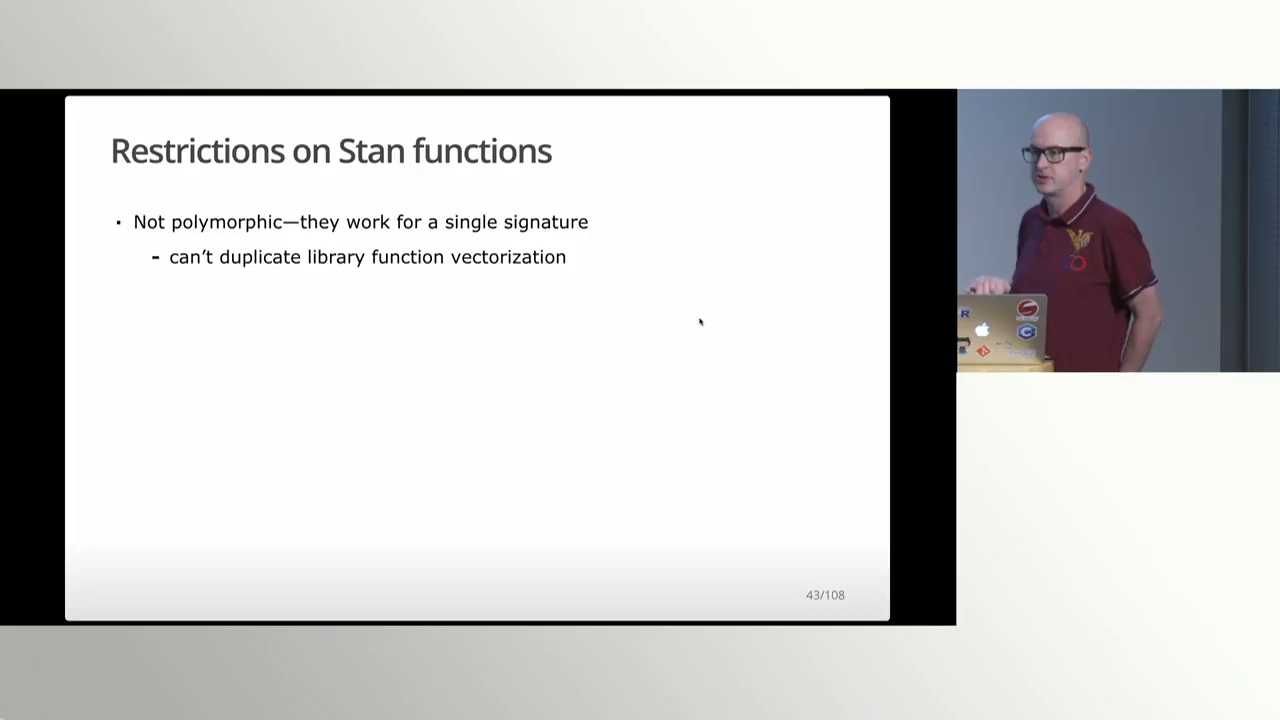 Restrictions on Stan functions
· Not polymorphic—they work for a single signature
- can’t duplicate library function vectorization
43/108
R
C